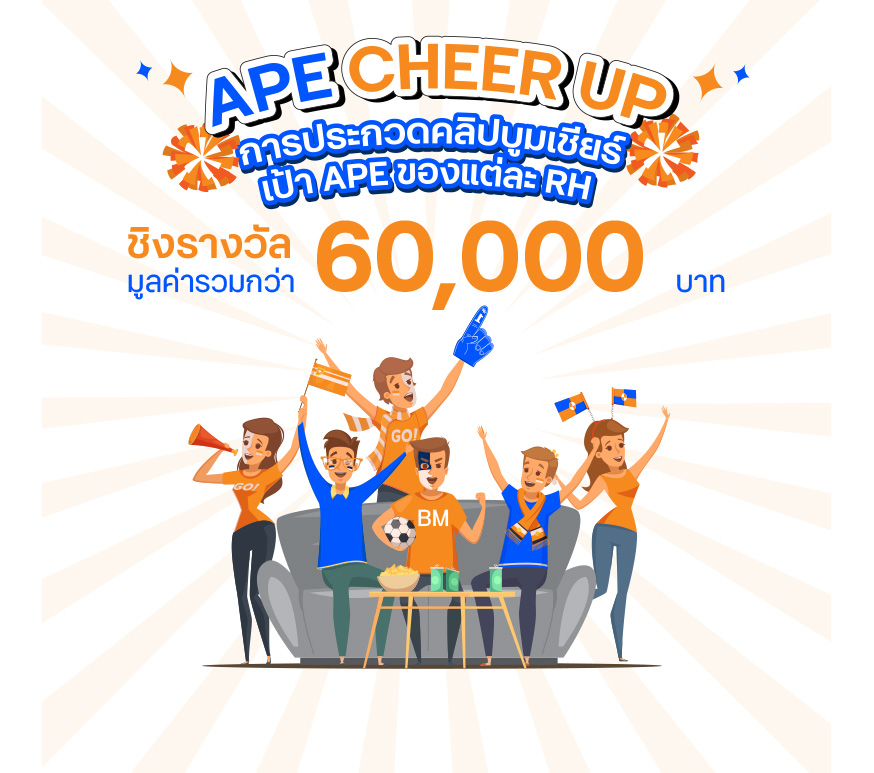 APE CHEER UP
การประกวดคลิปบูมเชียร์
เป้า APE ของแต่ละ RH
ชิงรางวัล
มูลค่ารวมกว่า 60,000 บาท
GO!
GO!
BM